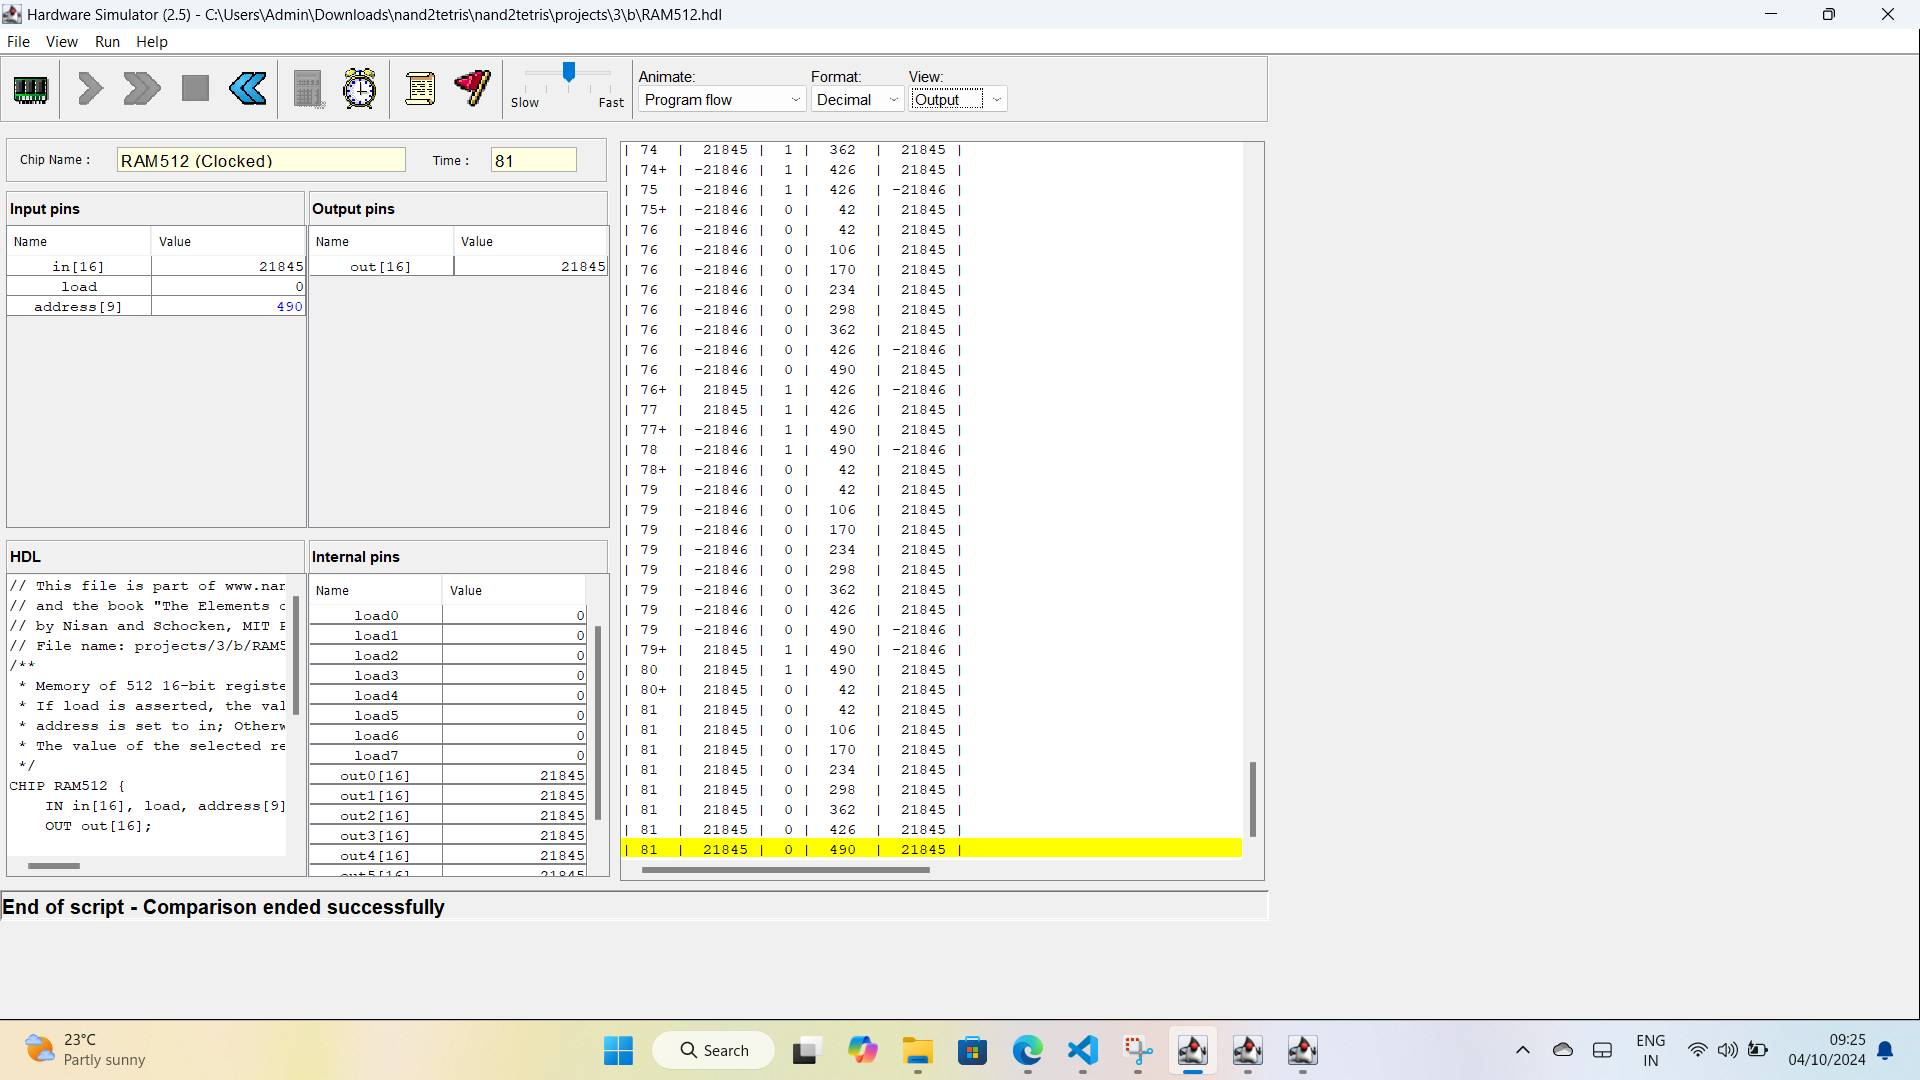 Hardware Simulator (2.5) - C:\Users\Admin\Downloads\nand2tetris\nand2tetris\projects\3\b\RAM512.hdl
File View Run Help
Animate: Format: View:
Slow Fast Program flow Decimal Output
Chip Name : RAM512 (Clocked) Time : 81
Input pins
Name Value
in[16] 21845
load 0
address[9] 490
Output pins
Name Value
out[16] 21845
HDL
// This file is part of www.nan
// and the book "The Elements o
// by Nisan and Schocken, MIT P
// File name: projects/3/b/RAM5
/**
* Memory of 512 16-bit registe
* If load is asserted, the val
* address is set to in; Otherw
* The value of the selected re
*/
CHIP RAM512 {
IN in[16], load, address[9]
OUT out[16];
Internal pins
Name Value
load0 0
load1 0
load2 0
load3 0
load4 0
load5 0
load6 0
load7 0
out0[16] 21845
out1[16] 21845
out2[16] 21845
out3[16] 21845
out4[16] 21845
out5[16] 21845
| 74 | 21845 | 1 | 362 | 21845 |
| 74+ | -21846 | 1 | 426 | 21845 |
| 75 | -21846 | 1 | 426 | -21846 |
| 75+ | -21846 | 0 | 42 | 21845 |
| 76 | -21846 | 0 | 42 | 21845 |
| 76 | -21846 | 0 | 106 | 21845 |
| 76 | -21846 | 0 | 170 | 21845 |
| 76 | -21846 | 0 | 234 | 21845 |
| 76 | -21846 | 0 | 298 | 21845 |
| 76 | -21846 | 0 | 362 | 21845 |
| 76 | -21846 | 0 | 426 | -21846 |
| 76 | -21846 | 0 | 490 | 21845 |
| 76+ | 21845 | 1 | 426 | -21846 |
| 77 | 21845 | 1 | 426 | 21845 |
| 77+ | -21846 | 1 | 490 | 21845 |
| 78 | -21846 | 1 | 490 | -21846 |
| 78+ | -21846 | 0 | 42 | 21845 |
| 79 | -21846 | 0 | 42 | 21845 |
| 79 | -21846 | 0 | 106 | 21845 |
| 79 | -21846 | 0 | 170 | 21845 |
| 79 | -21846 | 0 | 234 | 21845 |
| 79 | -21846 | 0 | 298 | 21845 |
| 79 | -21846 | 0 | 362 | 21845 |
| 79 | -21846 | 0 | 426 | 21845 |
| 79 | -21846 | 0 | 490 | -21846 |
| 79+ | 21845 | 1 | 490 | -21846 |
| 80 | 21845 | 1 | 490 | 21845 |
| 80+ | 21845 | 0 | 42 | 21845 |
| 81 | 21845 | 0 | 42 | 21845 |
| 81 | 21845 | 0 | 106 | 21845 |
| 81 | 21845 | 0 | 170 | 21845 |
| 81 | 21845 | 0 | 234 | 21845 |
| 81 | 21845 | 0 | 298 | 21845 |
| 81 | 21845 | 0 | 362 | 21845 |
| 81 | 21845 | 0 | 426 | 21845 |
| 81 | 21845 | 0 | 490 | 21845 |
End of script - Comparison ended successfully
23°C
Partly sunny
Search
ENG
IN
09:25
04/10/2024